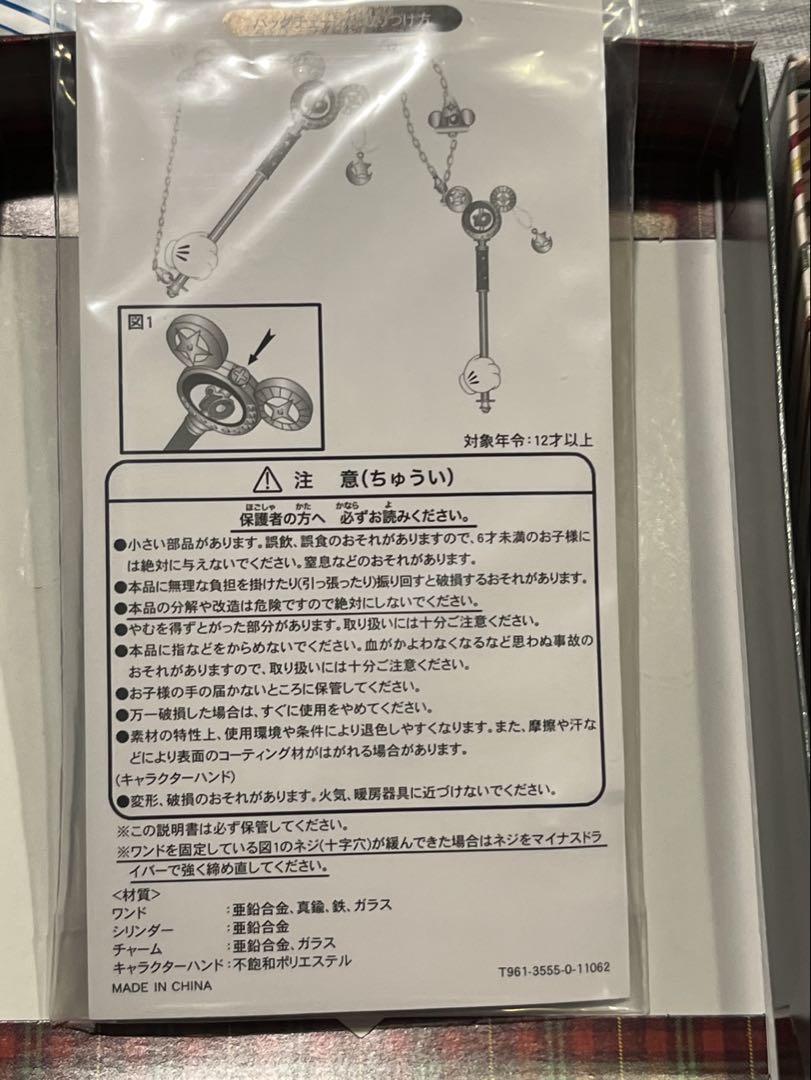 バッグチェーンの取りつけ方
図1
対象年令:12才以上
⚠ 注 意(ちゅうい)
保護者の方へ 必ずお読みください。
●小さい部品があります。誤飲、誤食のおそれがありますので、6才未満のお子様に
は絶対に与えないでください。窒息などのおそれがあります。
●本品に無理な負担を掛けたり(引っ張ったり)振り回すと破損するおそれがあります。
●本品の分解や改造は危険ですので絶対にしないでください。
●やむを得ずとがった部分があります。取り扱いには十分ご注意ください。
●本品に指などをからめないでください。血がかよわなくなるなど思わぬ事故の
おそれがありますので、取り扱いには十分ご注意ください。
●お子様の手の届かないところに保管してください。
●万一破損した場合は、すぐに使用をやめてください。
●素材の特性上、使用環境や条件により退色しやすくなります。また、摩擦や汗な
どにより表面のコーティング材がはがれる場合があります。
(キャラクターハンド)
●変形、破損のおそれがあります。火気、暖房器具に近づけないでください。
※この説明書は必ず保管してください。
※ワンドを固定している図1のネジ(十字穴)が緩んできた場合はネジをマイナスドラ
イバーで強く締め直してください。
<材質>
ワンド :亜鉛合金、真鍮、鉄、ガラス
シリンダー :亜鉛合金
チャーム :亜鉛合金、ガラス
キャラクターハンド:不飽和ポリエステル
MADE IN CHINA
T961-3555-0-11062